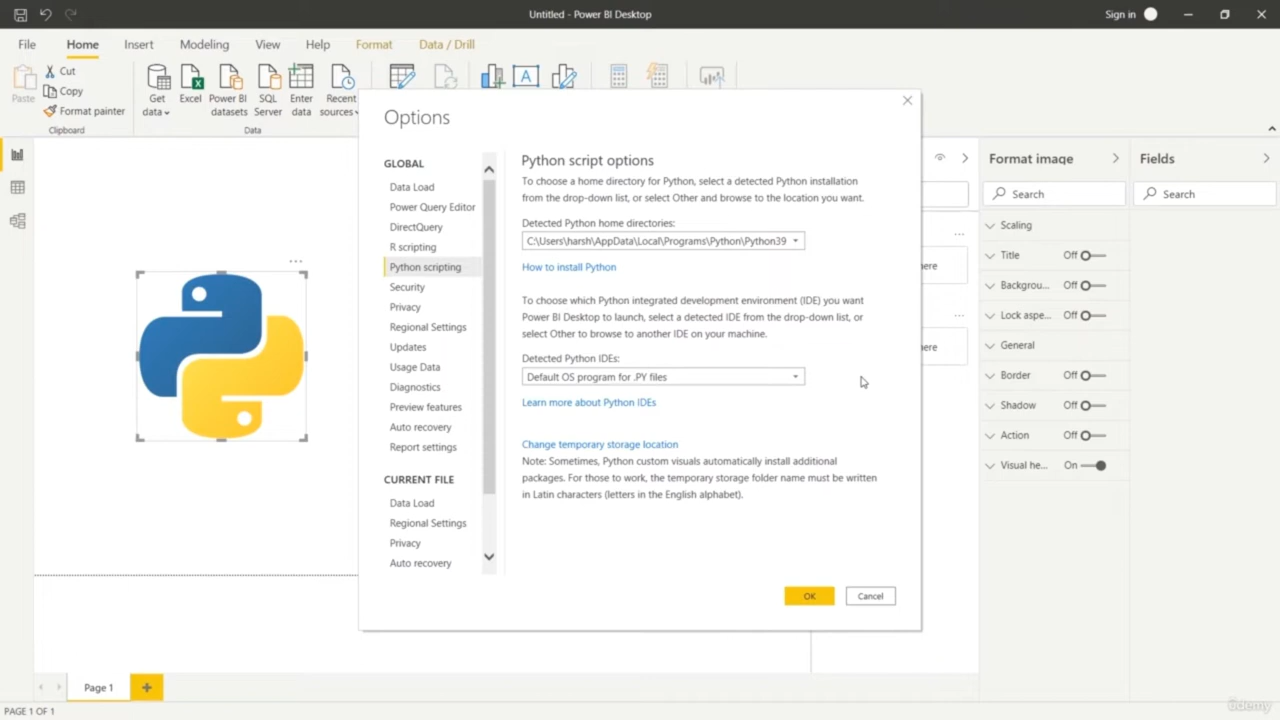 Untitled - Power BI Desktop
Sign in
File
Home
Insert
Modeling
View
Help
Format
Data / Drill
Paste
Cut
Copy
Format painter
Clipboard
Get data
Excel
Power BI datasets
SQL Server
Enter data
Recent sources
Data
Options
GLOBAL
Data Load
Power Query Editor
DirectQuery
R scripting
Python scripting
Security
Privacy
Regional Settings
Updates
Usage Data
Diagnostics
Preview features
Auto recovery
Report settings
CURRENT FILE
Data Load
Regional Settings
Privacy
Auto recovery
Python script options
To choose a home directory for Python, select a detected Python installation
from the drop-down list, or select Other and browse to the location you want.
Detected Python home directories:
C:\Users\harsh\AppData\Local\Programs\Python\Python39
How to install Python
To choose which Python integrated development environment (IDE) you want
Power BI Desktop to launch, select a detected IDE from the drop-down list, or
select Other to browse to another IDE on your machine.
Detected Python IDEs:
Default OS program for .PY files
Learn more about Python IDEs
Change temporary storage location
Note: Sometimes, Python custom visuals automatically install additional
packages. For those to work, the temporary storage folder name must be written
in Latin characters (letters in the English alphabet).
OK
Cancel
ere
ere
Format image
Search
Scaling
Title Off
Backgrou... Off
Lock aspe... Off
General
Border Off
Shadow Off
Action Off
Visual he... On
Fields
Search
Page 1
PAGE 1 OF 1
ûdemy